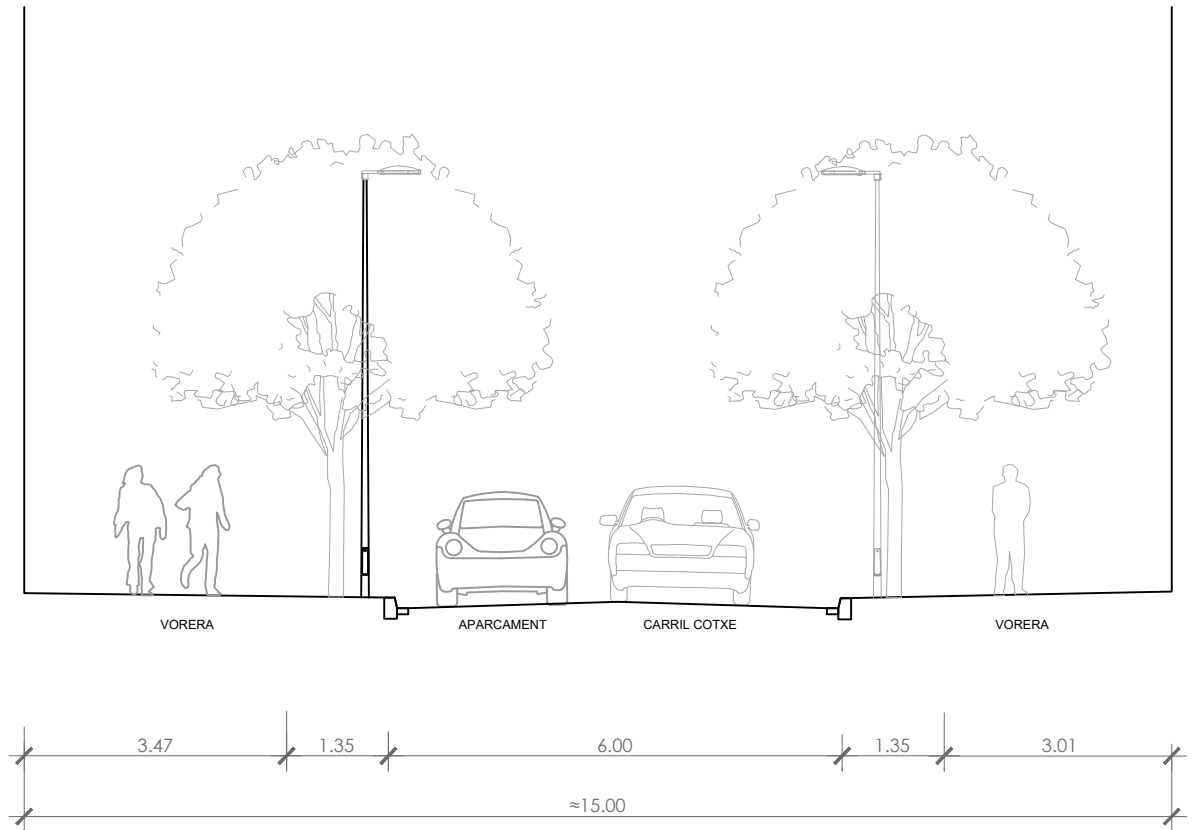 VORERA APARCAMENT CARRIL COTXE VORERA
3.47 1.35 6.00 1.35 3.01
≈15.00